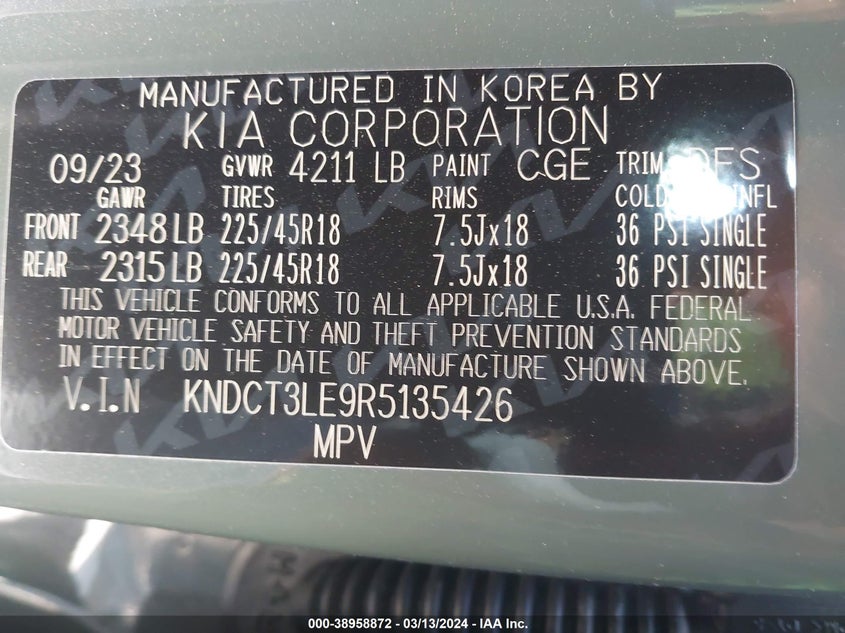 MANUFACTURED IN KOREA BY
KIA CORPORATION
09/23 GVWR 4211 LB PAINT CGE TRIM DFS
GAWR TIRES RIMS COLD INFL
FRONT 2348 LB 225/45R18 7.5Jx18 36 PSI SINGLE
REAR 2315 LB 225/45R18 7.5Jx18 36 PSI SINGLE
THIS VEHICLE CONFORMS TO ALL APPLICABLE U.S.A. FEDERAL
MOTOR VEHICLE SAFETY AND THEFT PREVENTION STANDARDS
IN EFFECT ON THE DATE OF MANUFACTURE SHOWN ABOVE.
V.I.N KNDCT3LE9R5135426
MPV
000-38958872 / 03/13/2024 - IAA Inc.